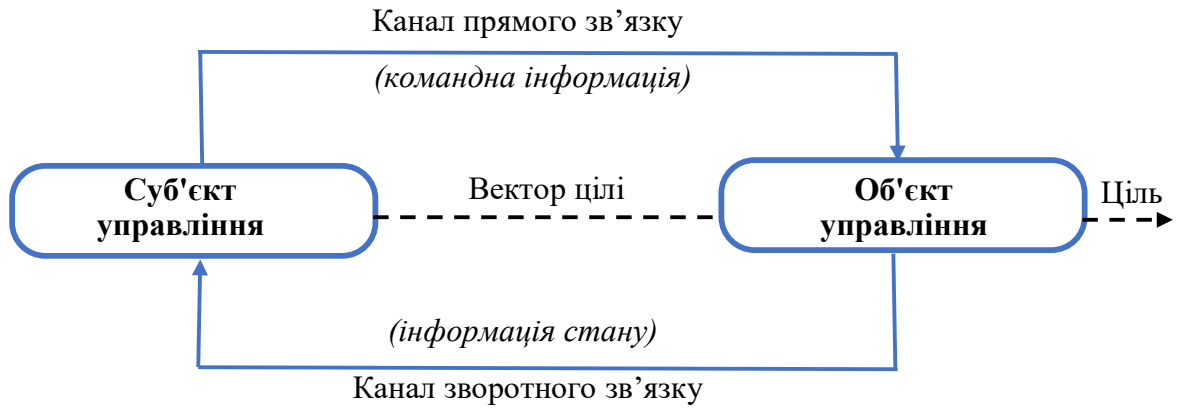 Канал прямого зв’язку
(командна інформація)
Суб'єкт
управління
Вектор цілі
Об'єкт
управління
Ціль
(інформація стану)
Канал зворотного зв’язку